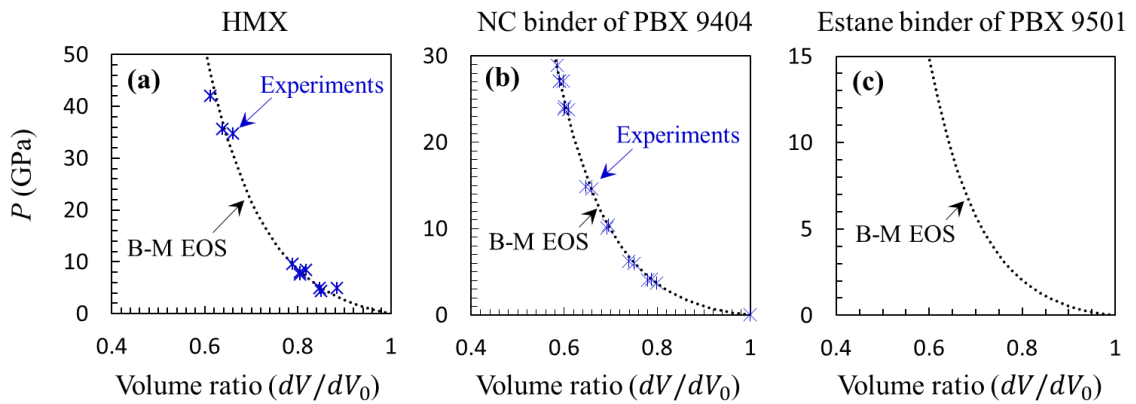 HMX
NC binder of PBX 9404
Estane binder of PBX 9501
P (GPa)
50
40
30
20
10
0
(a)
Experiments
B-M EOS
0.4
0.6
0.8
1
Volume ratio (dV/dV₀)
30
20
10
0
(b)
Experiments
B-M EOS
0.4
0.6
0.8
1
Volume ratio (dV/dV₀)
15
10
5
0
(c)
B-M EOS
0.4
0.6
0.8
1
Volume ratio (dV/dV₀)